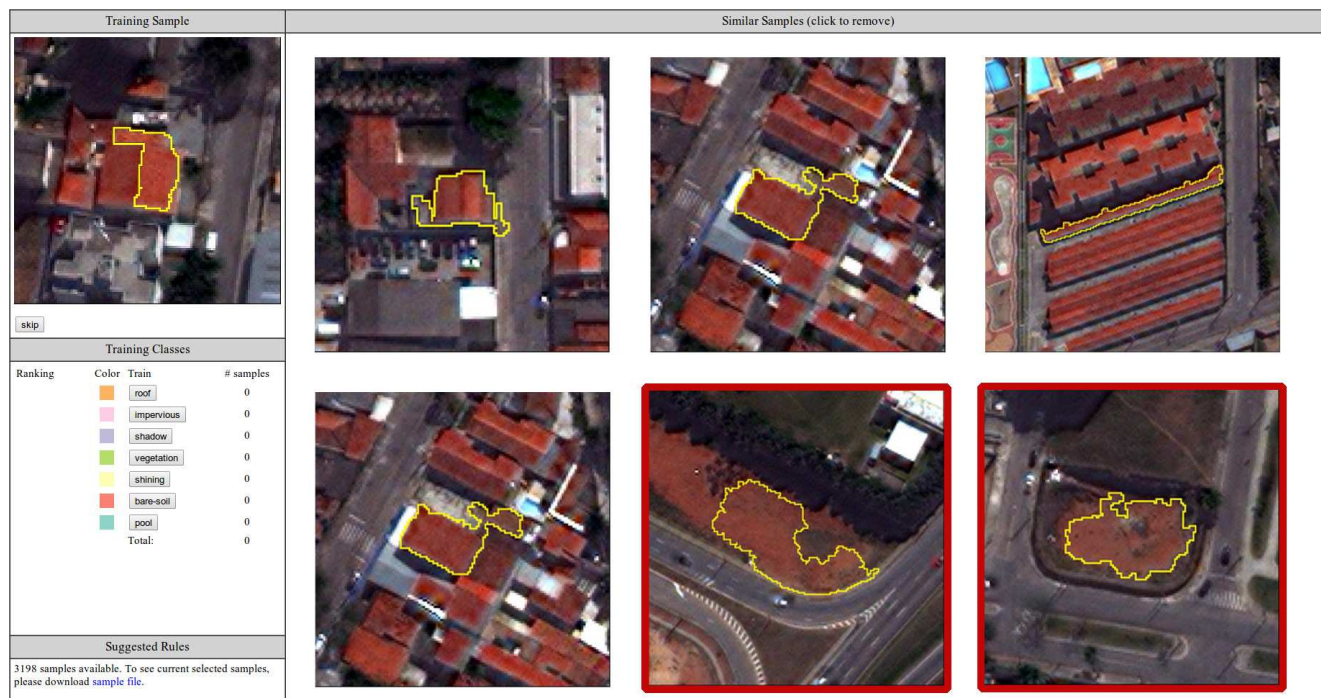 Training Sample
Similar Samples (click to remove)
skip
Training Classes
Ranking Color Train # samples
roof 0
impervious 0
shadow 0
vegetation 0
shining 0
bare-soil 0
pool 0
Total: 0
Suggested Rules
3198 samples available. To see current selected samples,
please download sample file.